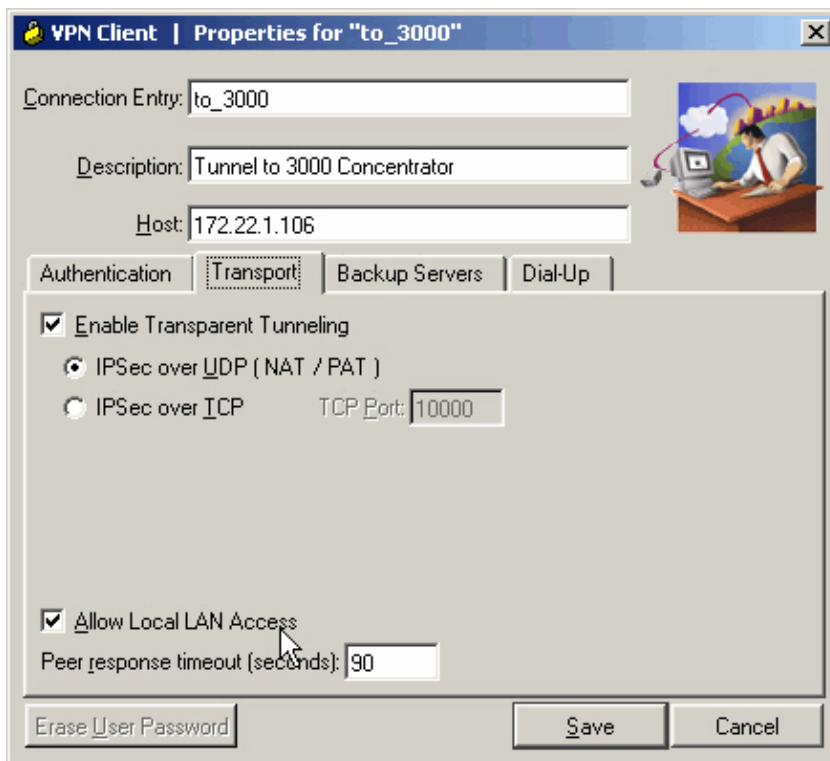 VPN Client | Properties for "to_3000"
Connection Entry: to_3000
Description: Tunnel to 3000 Concentrator
Host: 172.22.1.106
Authentication Transport Backup Servers Dial-Up
Enable Transparent Tunneling
IPSec over UDP ( NAT / PAT )
IPSec over TCP TCP Port: 10000
Allow Local LAN Access
Peer response timeout (seconds): 90
Erase User Password Save Cancel